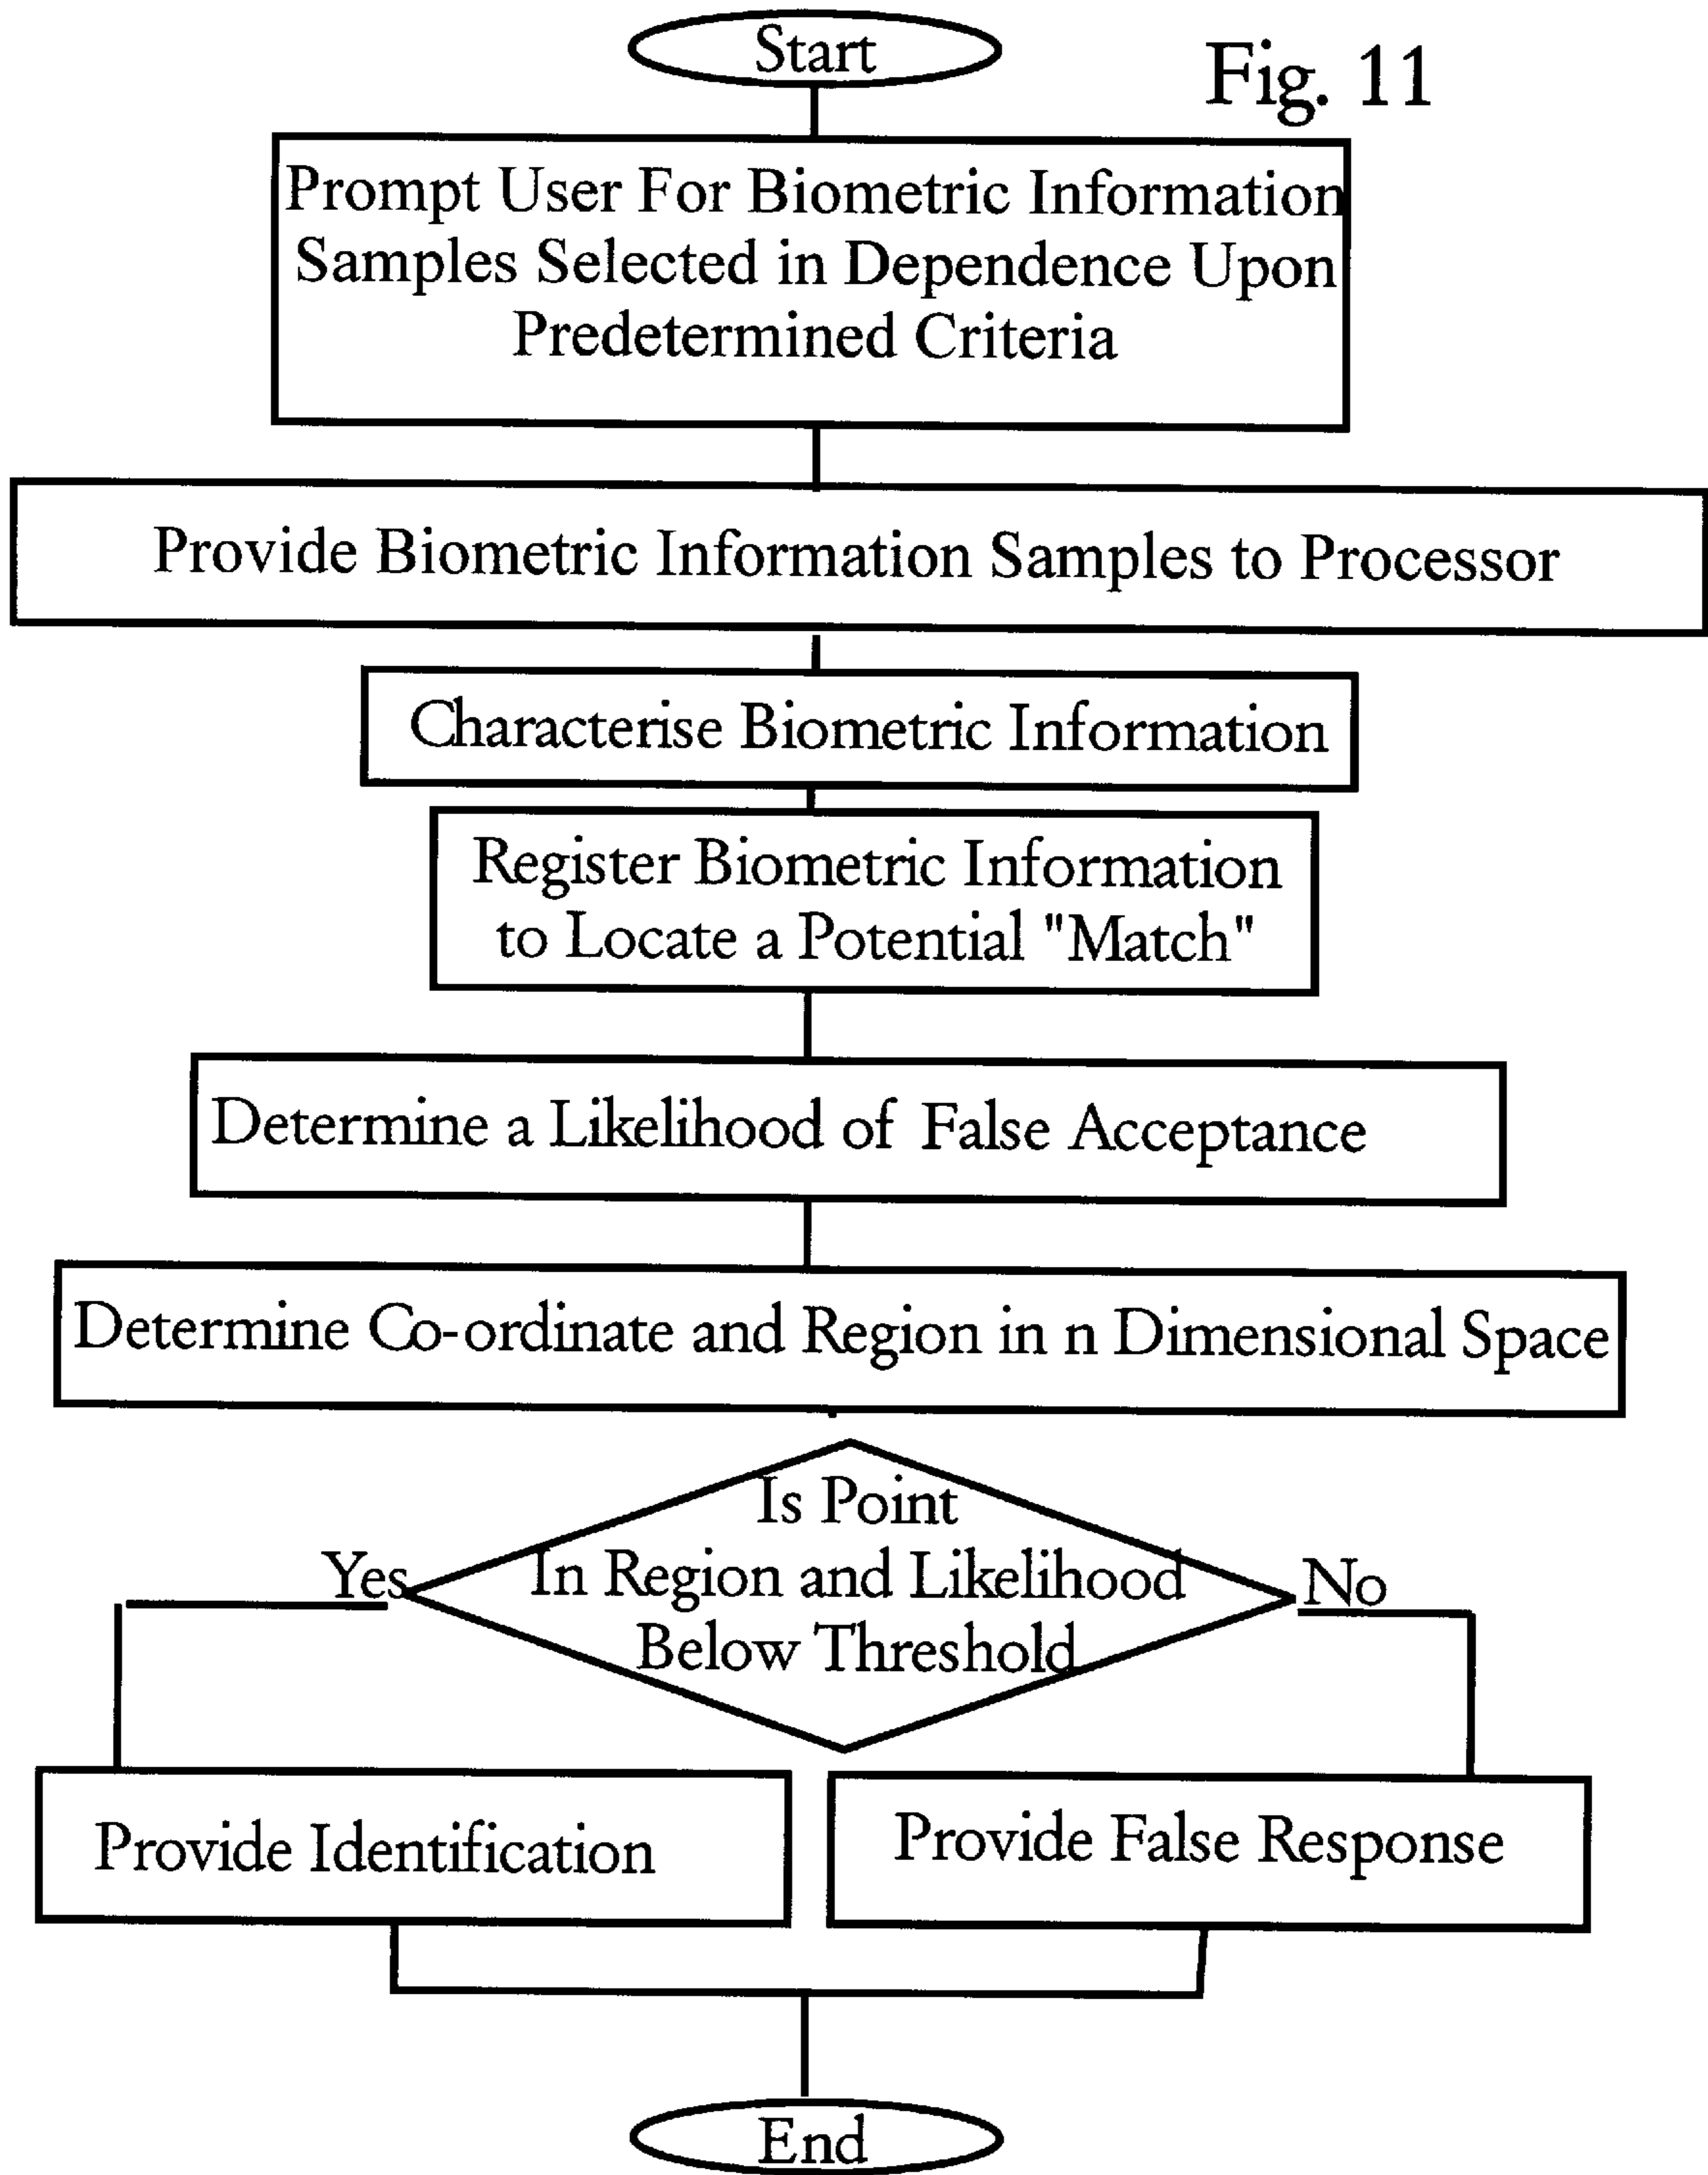 Start
Fig. 11
Prompt User For Biometric Information
Samples Selected in Dependence Upon
Predetermined Criteria
Provide Biometric Information Samples to Processor
Characterise Biometric Information
Register Biometric Information
to Locate a Potential "Match"
Determine a Likelihood of False Acceptance
Determine Co-ordinate and Region in n Dimensional Space
Is Point
In Region and Likelihood
Below Threshold
Yes
No
Provide Identification
Provide False Response
End